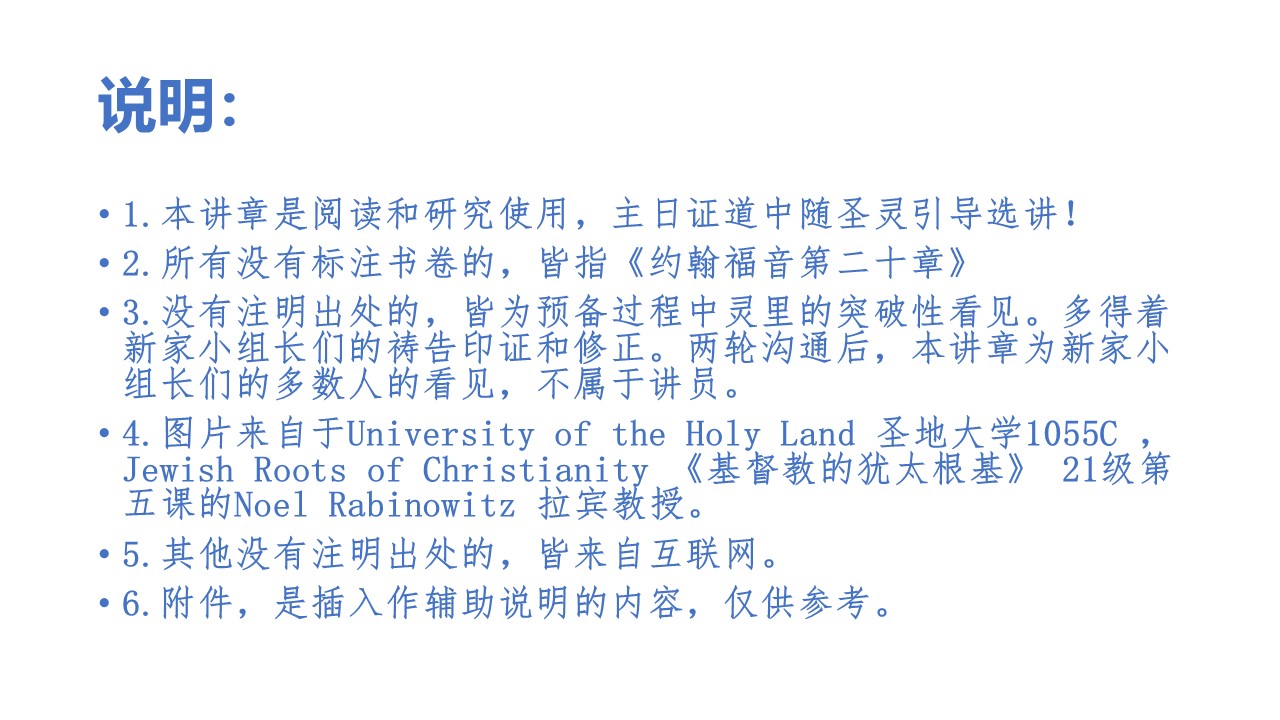 说明：
• 1.本讲章是阅读和研究使用，主日证道中随圣灵引导选讲！
• 2.所有没有标注书卷的，皆指《约翰福音第二十章》
• 3.没有注明出处的，皆为预备过程中灵里的突破性看见。多得着
新家小组长们的祷告印证和修正。两轮沟通后，本讲章为新家小
组长们的多数人的看见，不属于讲员。
• 4.图片来自于University of the Holy Land 圣地大学1055C ，
Jewish Roots of Christianity 《基督教的犹太根基》 21级第
五课的Noel Rabinowitz 拉宾教授。
• 5.其他没有注明出处的，皆来自互联网。
• 6.附件，是插入作辅助说明的内容，仅供参考。